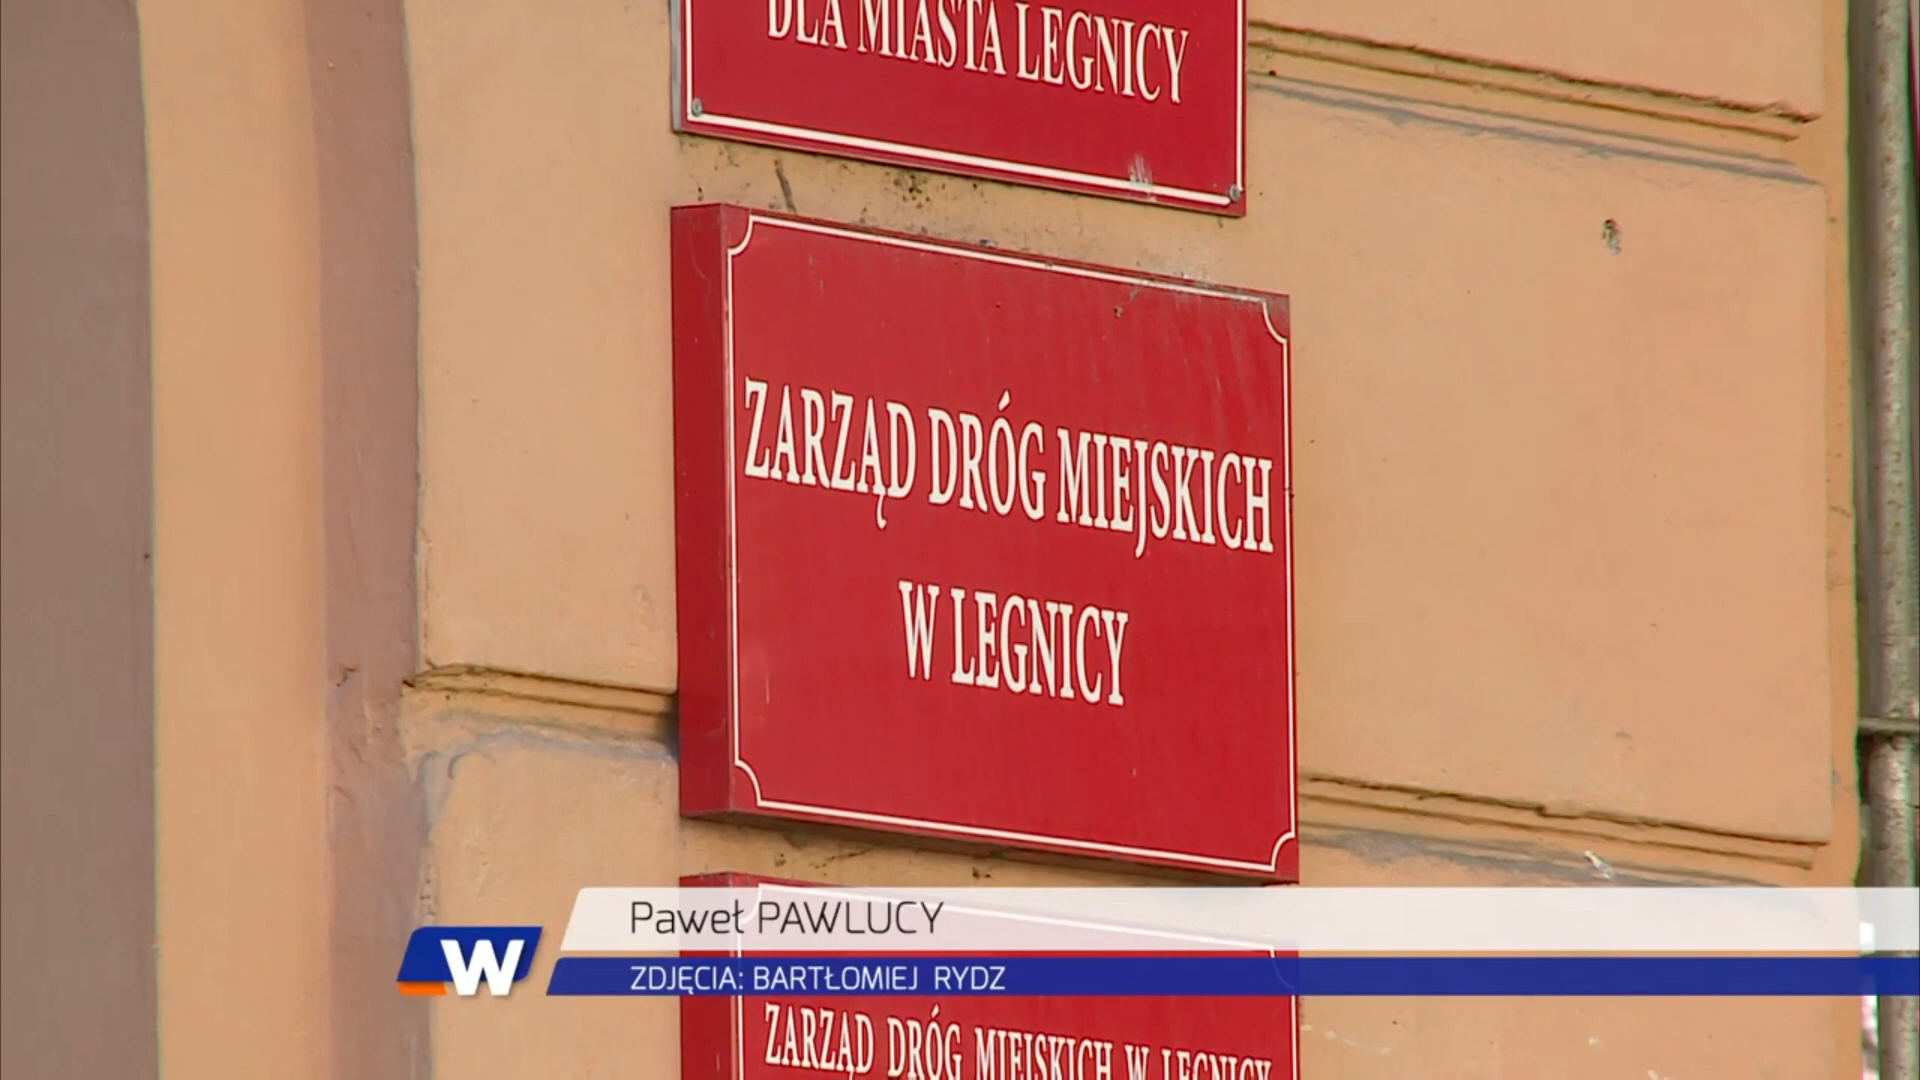 DLA MIASTA LEGNICY
ZARZĄD DRÓG MIEJSKICH
W LEGNICY
Paweł PAWLUCY
W
ZDJĘCIA: BARTŁOMIEJ RYDZ
ZARZĄD DRÓG MIEJSKICH W LEGNICY